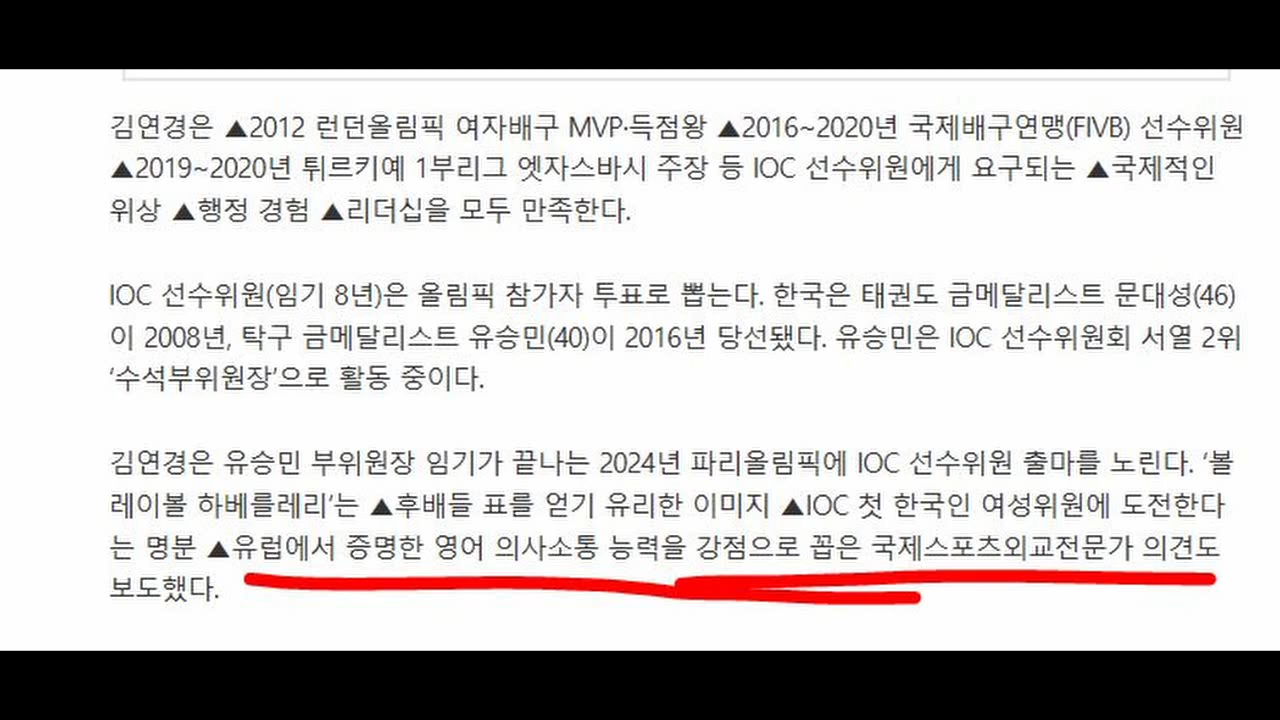 김연경은 ▲2012 런던올림픽 여자배구 MVP·득점왕 ▲2016~2020년 국제배구연맹(FIVB) 선수위원
▲2019~2020년 튀르키예 1부리그 엣자스바시 주장 등 IOC 선수위원에게 요구되는 ▲국제적인
위상 ▲행정 경험 ▲리더십을 모두 만족한다.
IOC 선수위원(임기 8년)은 올림픽 참가자 투표로 뽑는다. 한국은 태권도 금메달리스트 문대성(46)
이 2008년, 탁구 금메달리스트 유승민(40)이 2016년 당선됐다. 유승민은 IOC 선수위원회 서열 2위
‘수석부위원장’으로 활동 중이다.
김연경은 유승민 부위원장 임기가 끝나는 2024년 파리올림픽에 IOC 선수위원 출마를 노린다. ‘볼
레이볼 하베를레리’는 ▲후배들 표를 얻기 유리한 이미지 ▲IOC 첫 한국인 여성위원에 도전한다
는 명분 ▲유럽에서 증명한 영어 의사소통 능력을 강점으로 꼽은 국제스포츠외교전문가 의견도
보도했다.